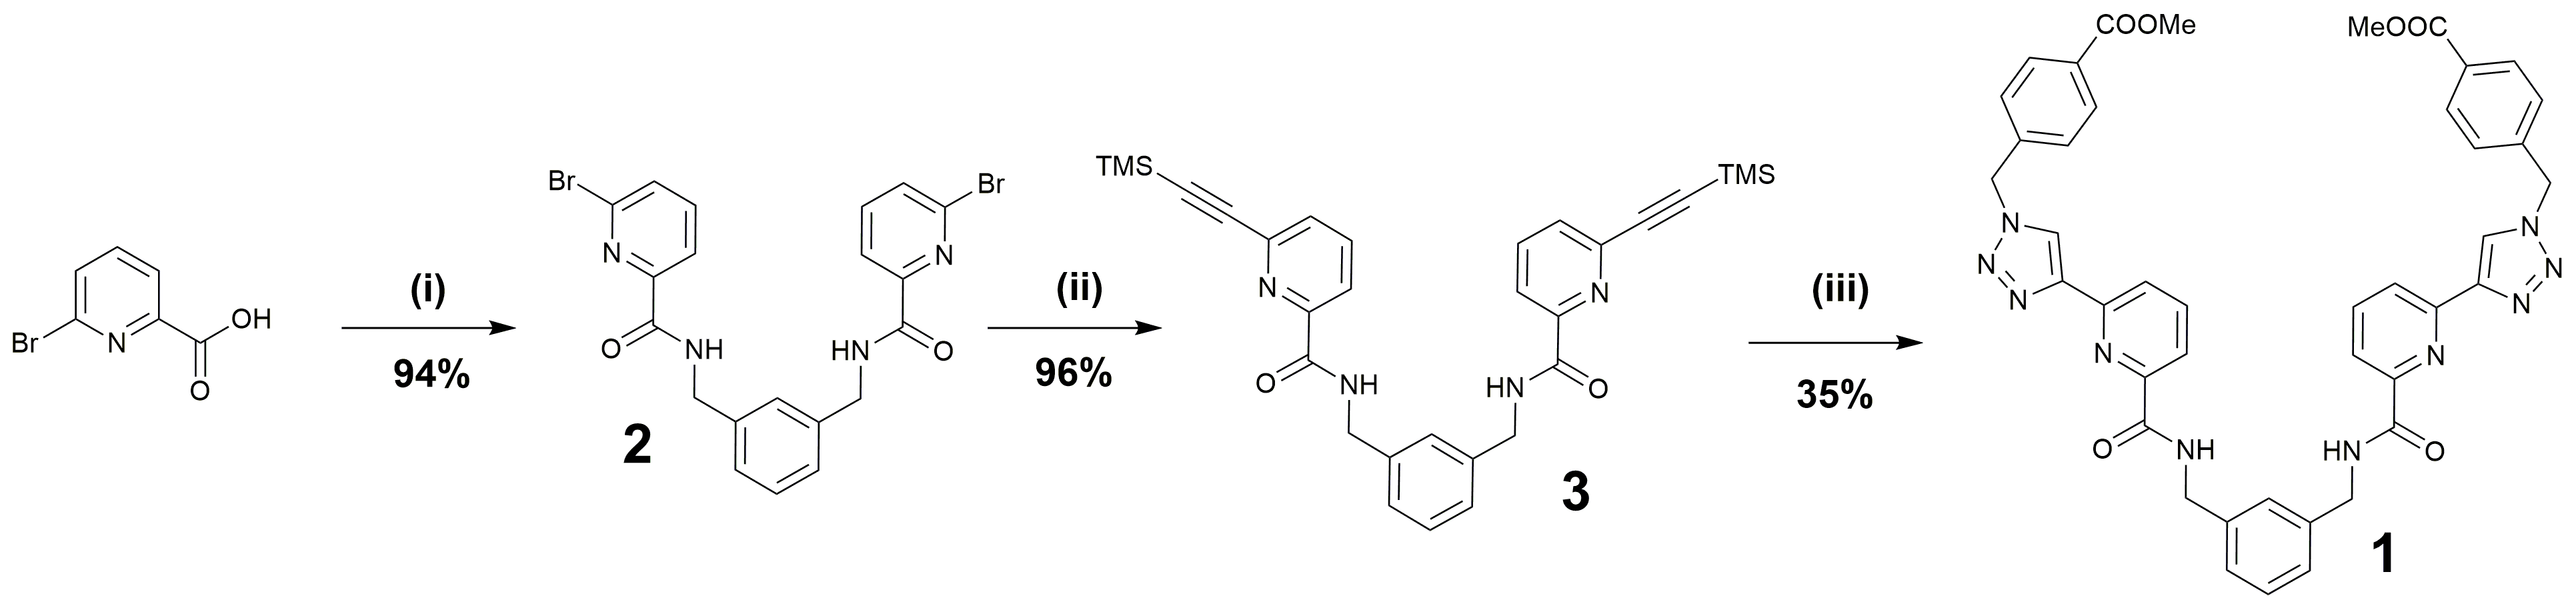 Br
N
OH
O
(i)
94%
Br
Br
N
N
O
NH
HN
O
2
(ii)
96%
TMS
TMS
N
N
O
NH
HN
O
3
(iii)
35%
COOMe
MeOOC
N
N
N
N
N
N
N
N
O
NH
HN
O
1